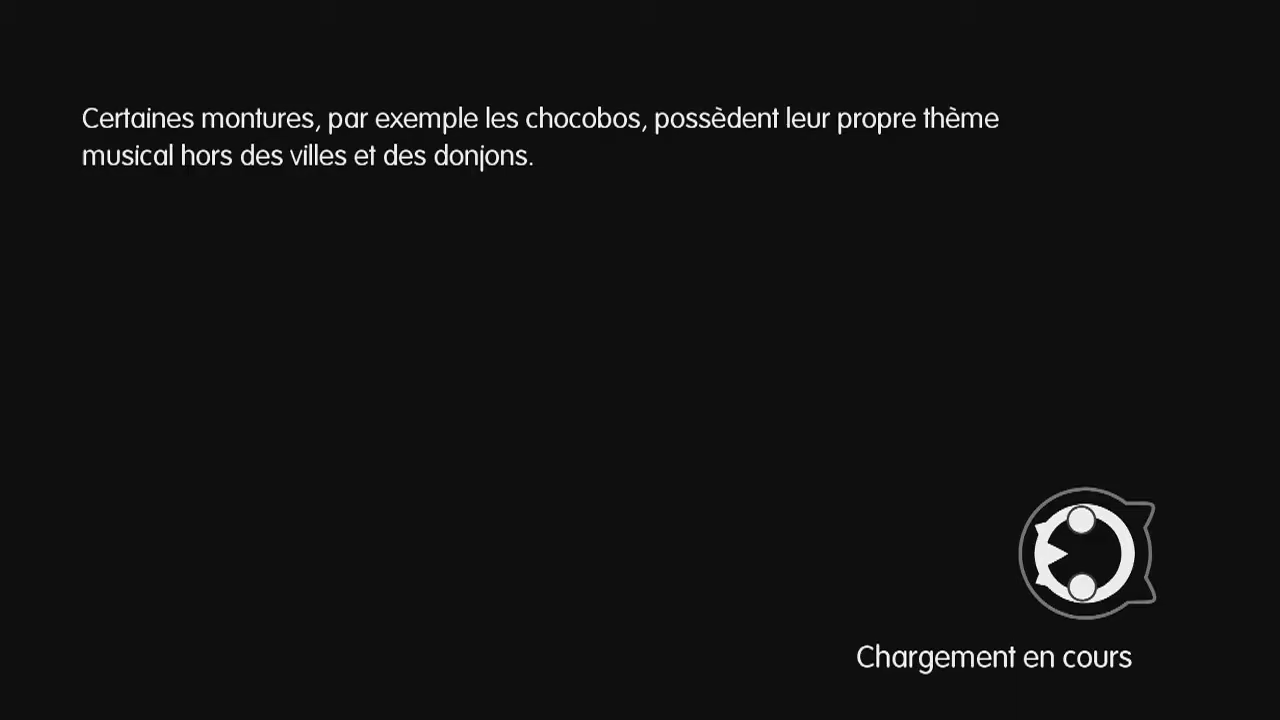 Certaines montures, par exemple les chocobos, possèdent leur propre thème
musical hors des villes et des donjons.
Chargement en cours